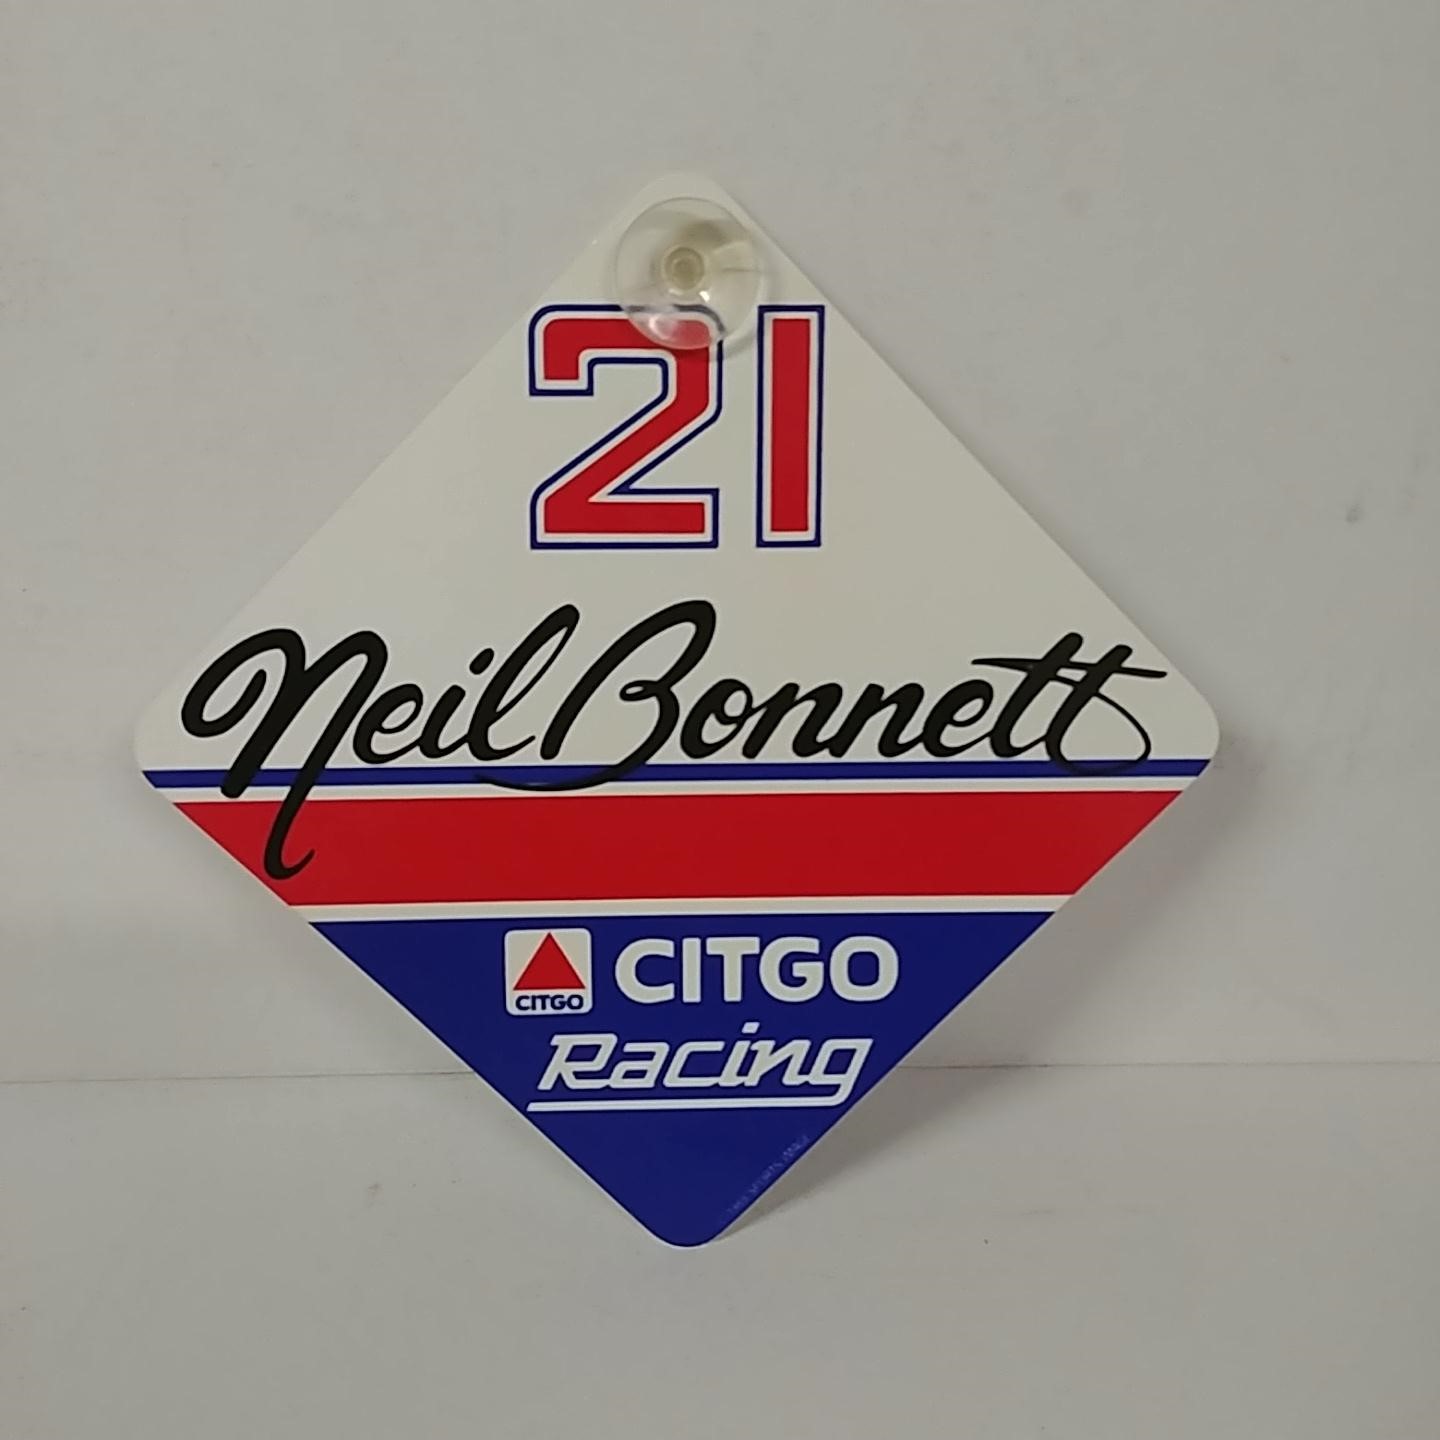 21
Neil Bonnett
CITGO CITGO
Racing